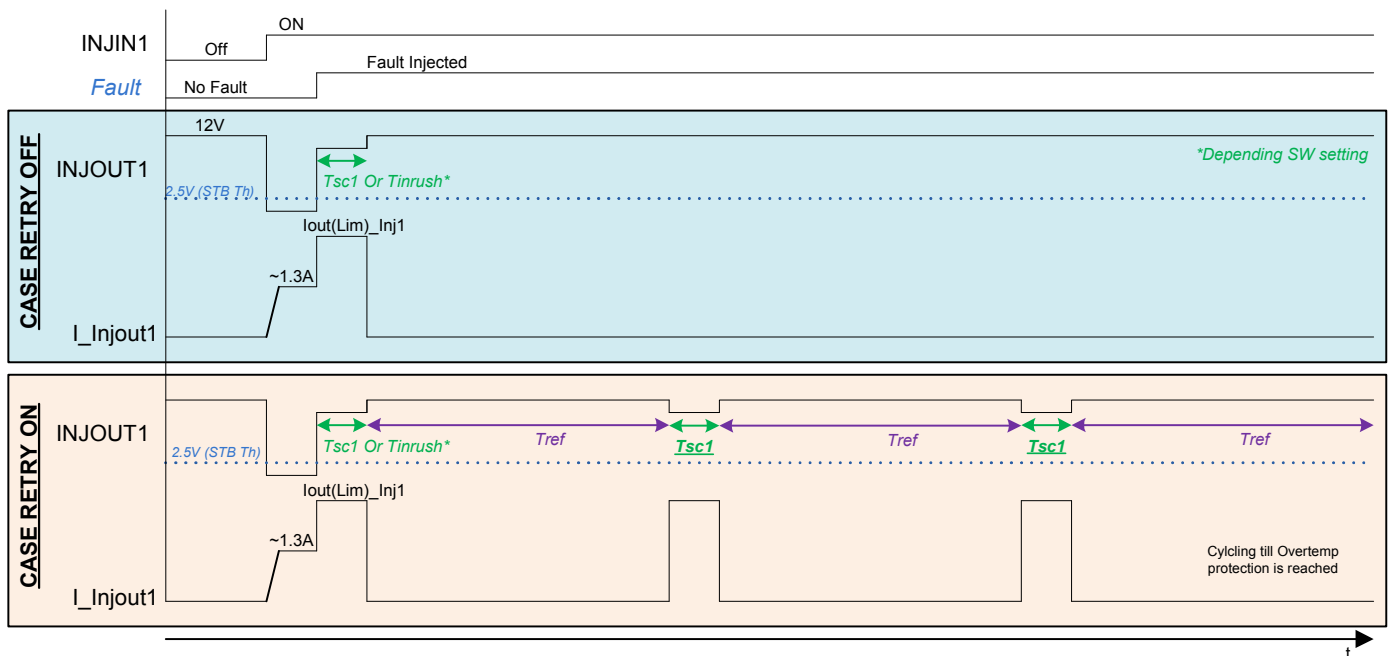 ON
INJIN1
Off
Fault Injected
Fault
No Fault
CASE RETRY OFF
12V
INJOUT1
*Depending SW setting
Tsc1 Or Tinrush*
2.5V (STB Th)
Iout(Lim)_Inj1
~1.3A
I_Injout1
CASE RETRY ON
INJOUT1
Tsc1 Or Tinrush*
Tref
Tsc1
Tref
Tsc1
Tref
2.5V (STB Th)
Iout(Lim)_Inj1
~1.3A
Cylcling till Overtemp
protection is reached
I_Injout1
t